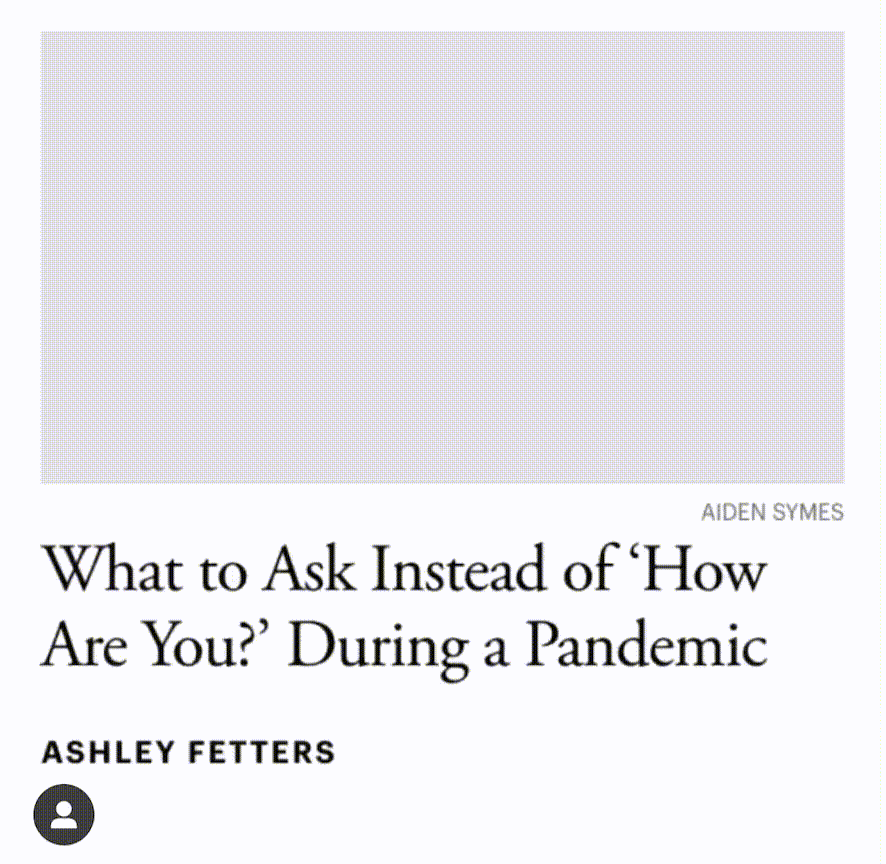 AIDEN SYMES
What to Ask Instead of ‘How
Are You?’ During a Pandemic
ASHLEY FETTERS